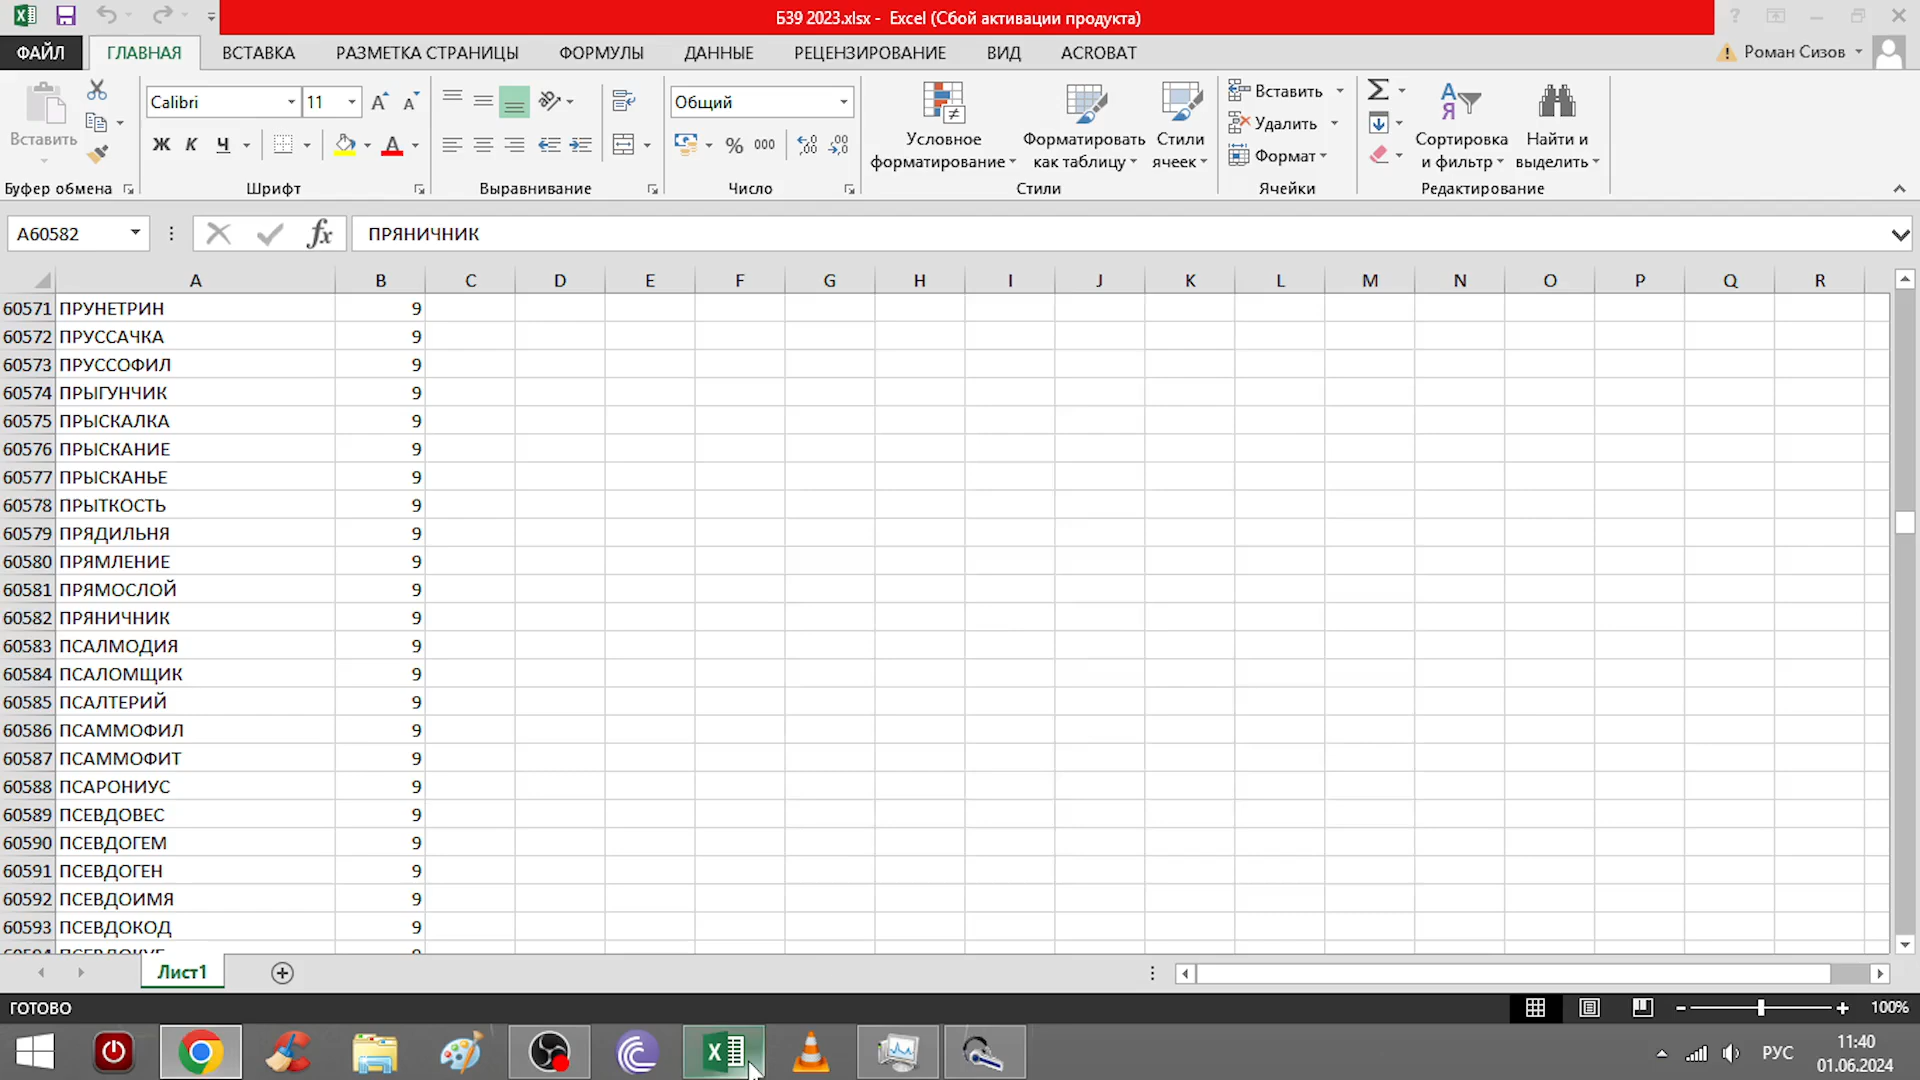 Б39 2023.xlsx - Excel (Сбой активации продукта)
ФАЙЛ ГЛАВНАЯ ВСТАВКА РАЗМЕТКА СТРАНИЦЫ ФОРМУЛЫ ДАННЫЕ РЕЦЕНЗИРОВАНИЕ ВИД ACROBAT Роман Сизов
Вставить
Calibri 11
Общий
Условное форматирование
Форматировать как таблицу
Стили ячеек
Вставить
Удалить
Формат
Сортировка и фильтр
Найти и выделить
Ж К Ч
% 000
Буфер обмена Шрифт Выравнивание Число Стили Ячейки Редактирование
A60582 fx ПРЯНИЧНИК
A B C D E F G H I J K L M N O P Q R
60571 ПРУНЕТРИН 9
60572 ПРУССАЧКА 9
60573 ПРУССОФИЛ 9
60574 ПРЫГУНЧИК 9
60575 ПРЫСКАЛКА 9
60576 ПРЫСКАНИЕ 9
60577 ПРЫСКАНЬЕ 9
60578 ПРЫТКОСТЬ 9
60579 ПРЯДИЛЬНЯ 9
60580 ПРЯМЛЕНИЕ 9
60581 ПРЯМОСЛОЙ 9
60582 ПРЯНИЧНИК 9
60583 ПСАЛМОДИЯ 9
60584 ПСАЛОМЩИК 9
60585 ПСАЛТЕРИЙ 9
60586 ПСАММОФИЛ 9
60587 ПСАММОФИТ 9
60588 ПСАРОНИУС 9
60589 ПСЕВДОВЕС 9
60590 ПСЕВДОГЕМ 9
60591 ПСЕВДОГЕН 9
60592 ПСЕВДОИМЯ 9
60593 ПСЕВДОКОД 9
Лист1
ГОТОВО 100%
РУС
11:40
01.06.2024